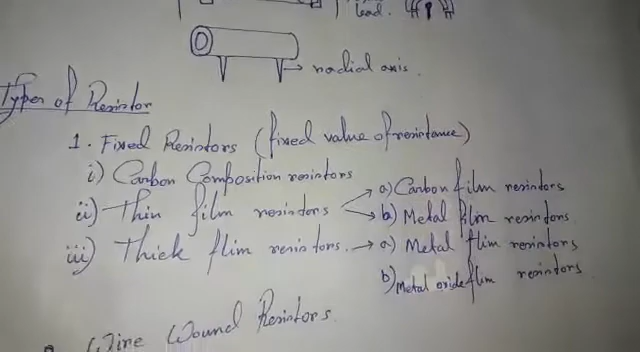 lead.
radial axis.
Types of Resistor
1. Fixed Resistors (fixed value of resistance)
i) Carbon Composition resistors
ii) Thin film resistors → a) Carbon film resistors
→ b) Metal film resistors
iii) Thick flim resistors. → a) Metal flim resistors
b) Metal oxide flim resistors.
Wire Wound Resistors.